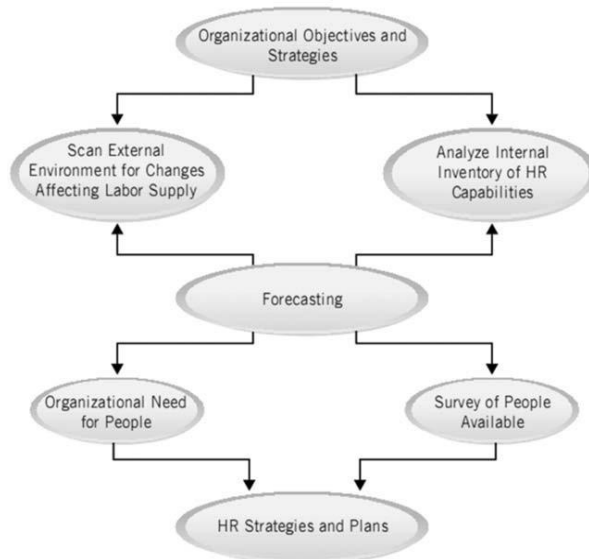 Organizational Objectives and
Strategies
Scan External
Environment for Changes
Affecting Labor Supply
Analyze Internal
Inventory of HR
Capabilities
Forecasting
Organizational Need
for People
Survey of People
Available
HR Strategies and Plans